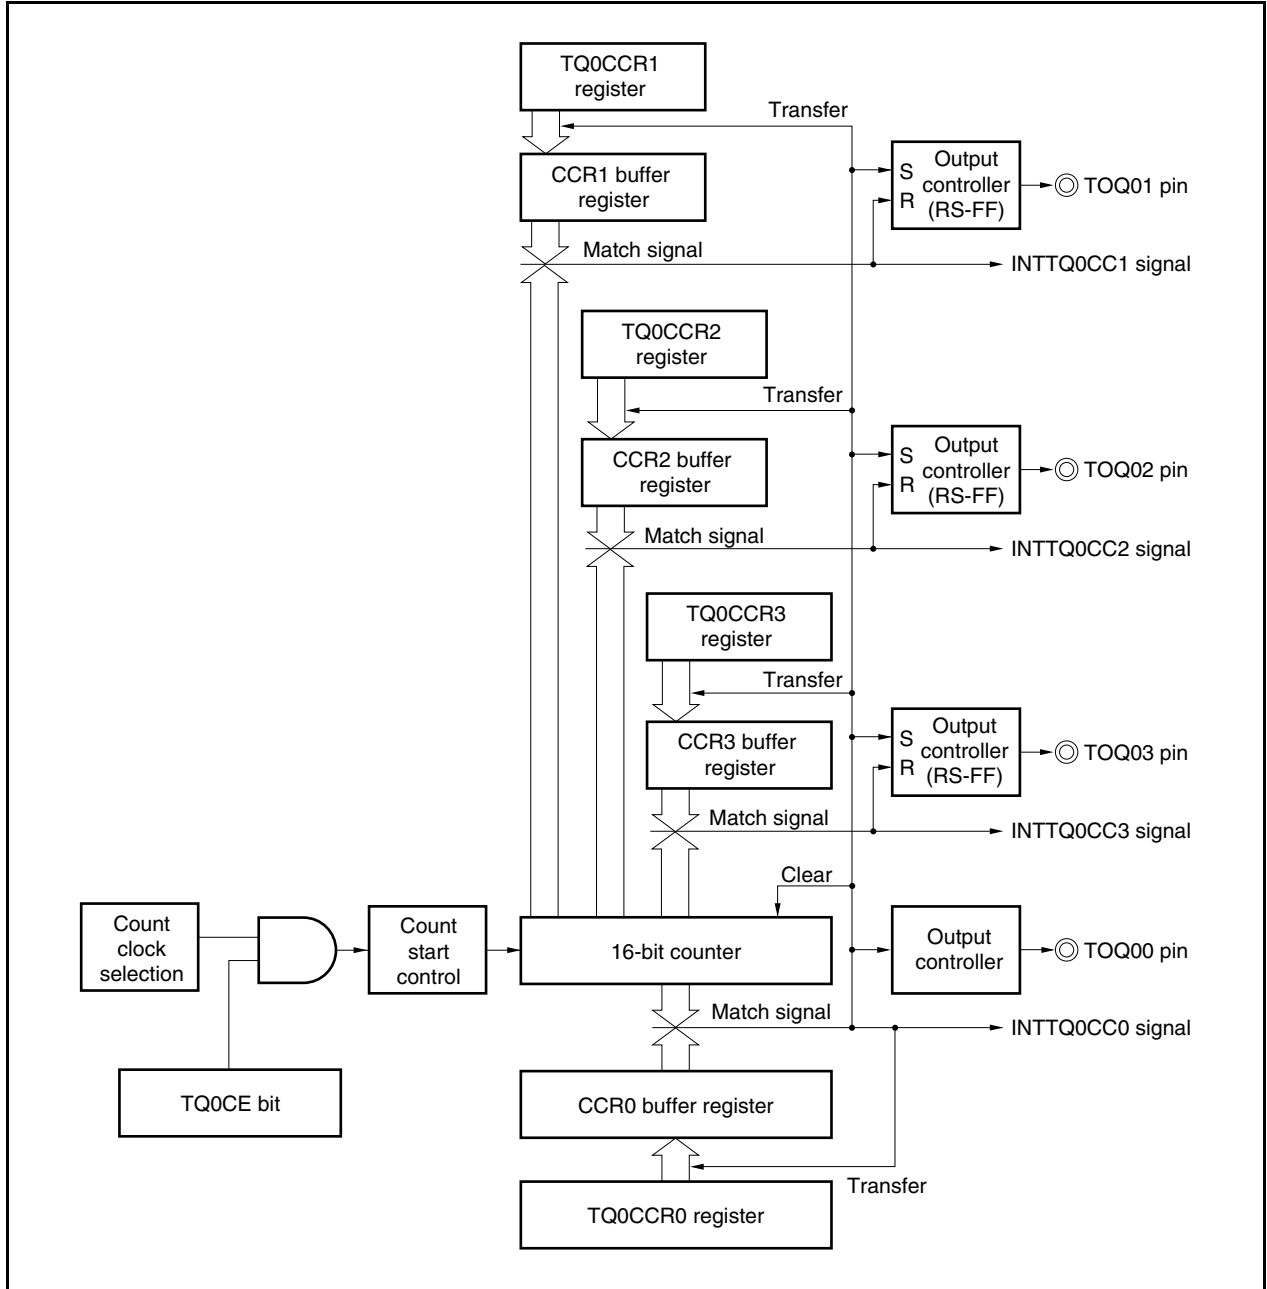 TQ0CCR1
register
Transfer
CCR1 buffer
register
S
R
Output
controller
(RS-FF)
TOQ01 pin
Match signal
INTTQ0CC1 signal
TQ0CCR2
register
Transfer
CCR2 buffer
register
S
R
Output
controller
(RS-FF)
TOQ02 pin
Match signal
INTTQ0CC2 signal
TQ0CCR3
register
Transfer
CCR3 buffer
register
S
R
Output
controller
(RS-FF)
TOQ03 pin
Match signal
INTTQ0CC3 signal
Clear
Count
clock
selection
Count
start
control
16-bit counter
Output
controller
TOQ00 pin
Match signal
INTTQ0CC0 signal
TQ0CE bit
CCR0 buffer register
Transfer
TQ0CCR0 register